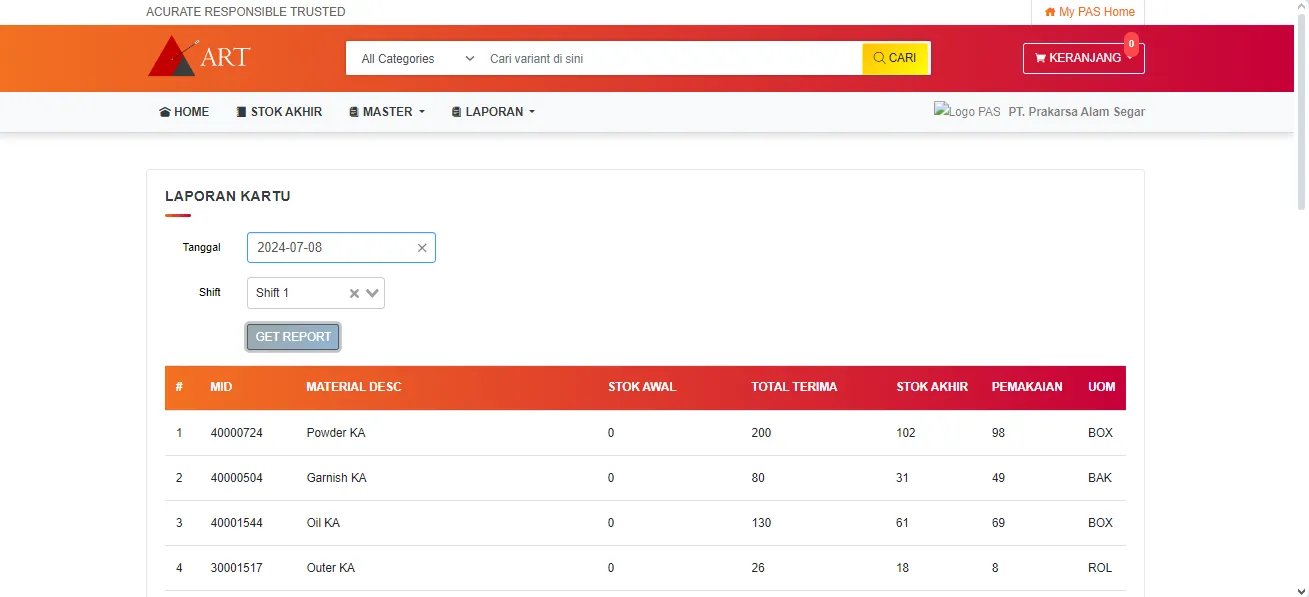 ACURATE RESPONSIBLE TRUSTED
My PAS Home
ART
All Categories
Cari variant di sini
CARI
KERANJANG
0
HOME
STOK AKHIR
MASTER
LAPORAN
Logo PAS
PT. Prakarsa Alam Segar
LAPORAN KARTU
Tanggal
2024-07-08
Shift
Shift 1
GET REPORT
# MID MATERIAL DESC STOK AWAL TOTAL TERIMA STOK AKHIR PEMAKAIAN UOM
1 40000724 Powder KA 0 200 102 98 BOX
2 40000504 Garnish KA 0 80 31 49 BAK
3 40001544 Oil KA 0 130 61 69 BOX
4 30001517 Outer KA 0 26 18 8 ROL